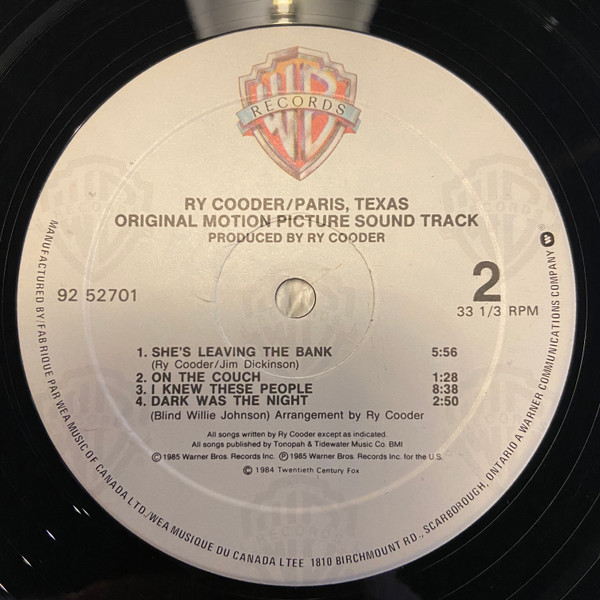 WB
RECORDS
RY COODER/PARIS, TEXAS
ORIGINAL MOTION PICTURE SOUND TRACK
PRODUCED BY RY COODER
92 52701
2
33 1/3 RPM
1. SHE'S LEAVING THE BANK 5:56
(Ry Cooder/Jim Dickinson)
2. ON THE COUCH 1:28
3. I KNEW THESE PEOPLE 8:38
4. DARK WAS THE NIGHT 2:50
(Blind Willie Johnson) Arrangement by Ry Cooder
All songs written by Ry Cooder except as indicated.
All songs published by Tonopah & Tidewater Music Co. BMI
© 1985 Warner Bros. Records Inc. ℗ 1985 Warner Bros. Records Inc. for the U.S.
© 1984 Twentieth Century Fox
MANUFACTURED BY/FABRIQUE PAR WEA MUSIC OF CANADA LTD./WEA MUSIQUE DU CANADA LTEE 1810 BIRCHMOUNT RD., SCARBOROUGH, ONTARIO A WARNER COMMUNICATIONS COMPANY